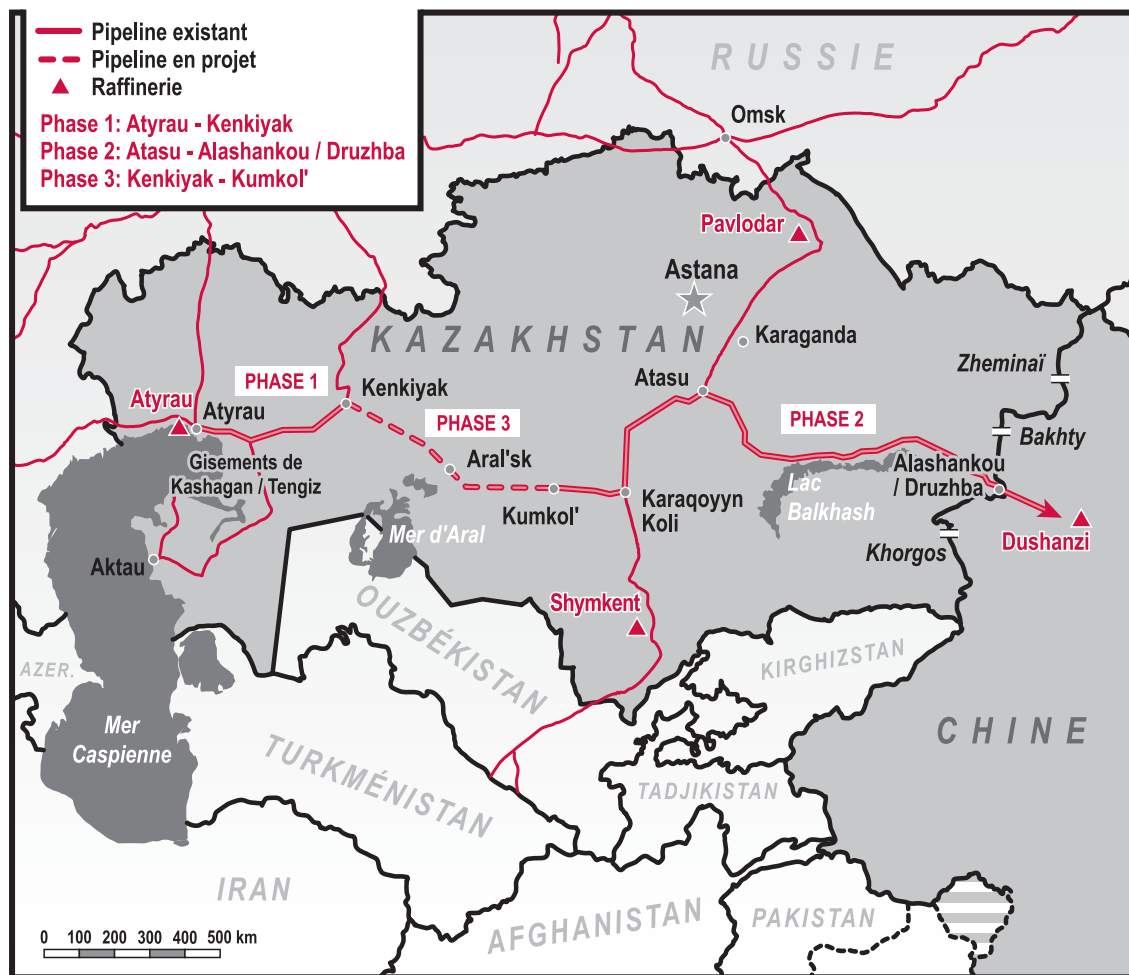 Pipeline existant
Pipeline en projet
Raffinerie
Phase 1: Atyrau - Kenkiyak
Phase 2: Atasu - Alashankou / Druzhba
Phase 3: Kenkiyak - Kumkol'
RUSSIE
Omsk
Pavlodar
Astana
KAZAKHSTAN
Karaganda
Zheminaï
PHASE 1
Kenkiyak
Atasu
Atyrau
Atyrau
PHASE 3
PHASE 2
Bakhty
Gisements de
Kashagan / Tengiz
Aral'sk
Alashankou
/ Druzhba
Kumkol'
Karaqoyyn
Koli
Lac
Balkhash
Mer d'Aral
Khorgos
Dushanzi
Aktau
Shymkent
OUZBÉKISTAN
KIRGHIZSTAN
AZER.
Mer
Caspienne
CHINE
TURKMÉNISTAN
TADJIKISTAN
IRAN
AFGHANISTAN
PAKISTAN
0 100 200 300 400 500 km